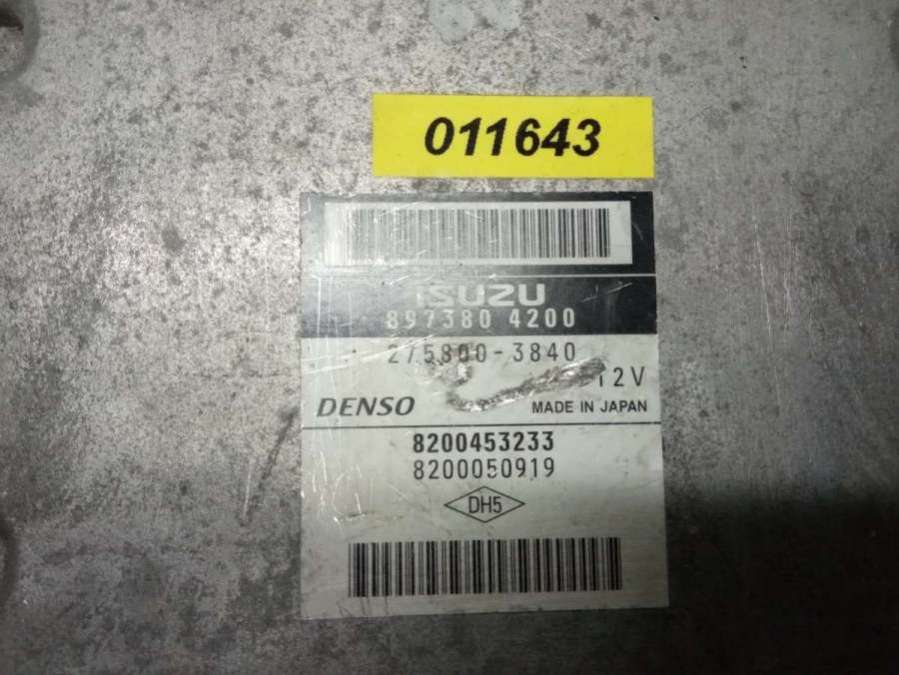 011643
ISUZU
897380 4200
275800-3840
12V
DENSO
MADE IN JAPAN
8200453233
8200050919
DH5